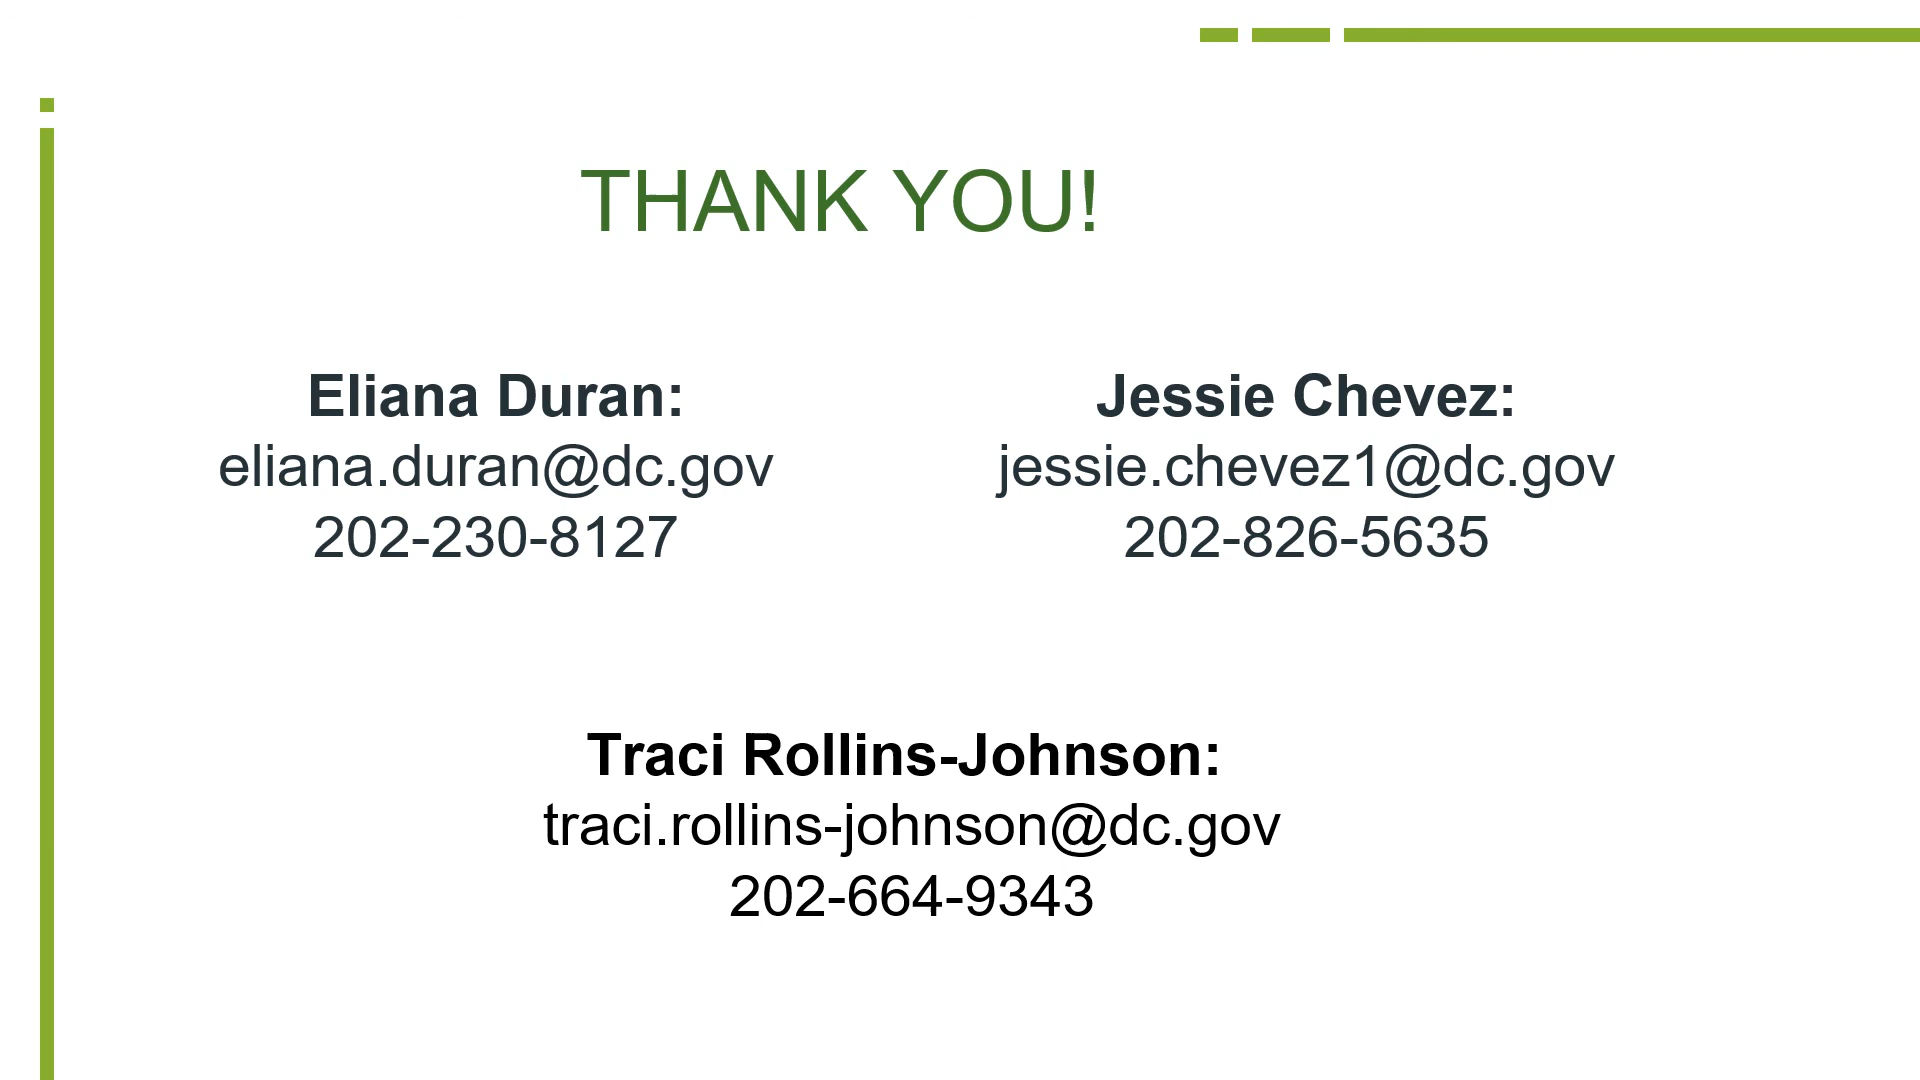 THANK YOU!
Eliana Duran:
eliana.duran@dc.gov
202-230-8127
Jessie Chevez:
jessie.chevez1@dc.gov
202-826-5635
Traci Rollins-Johnson:
traci.rollins-johnson@dc.gov
202-664-9343